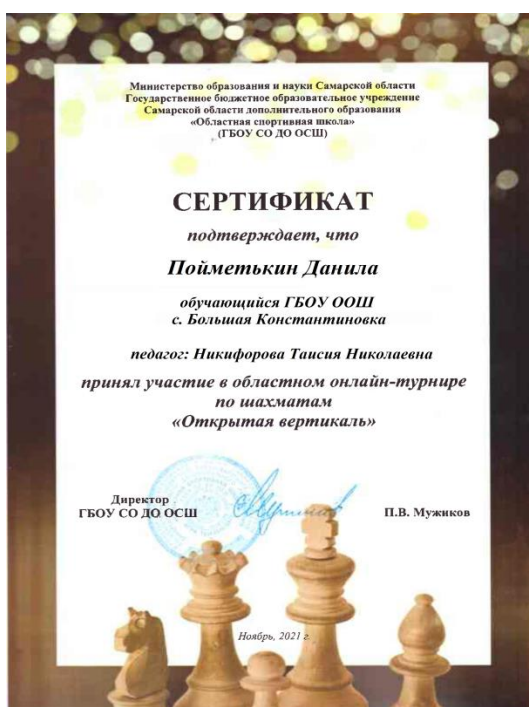 Министерство образования и науки Самарской области
Государственное бюджетное образовательное учреждение
Самарской области дополнительного образования
«Областная спортивная школа»
(ГБОУ СО ДО ОСШ)
СЕРТИФИКАТ
подтверждает, что
Пойметькин Данила
обучающийся ГБОУ ООШ
с. Большая Константиновка
педагог: Никифорова Таисия Николаевна
принял участие в областном онлайн-турнире
по шахматам
«Открытая вертикаль»
Директор
ГБОУ СО ДО ОСШ
П.В. Мужиков
Ноябрь, 2021 г.